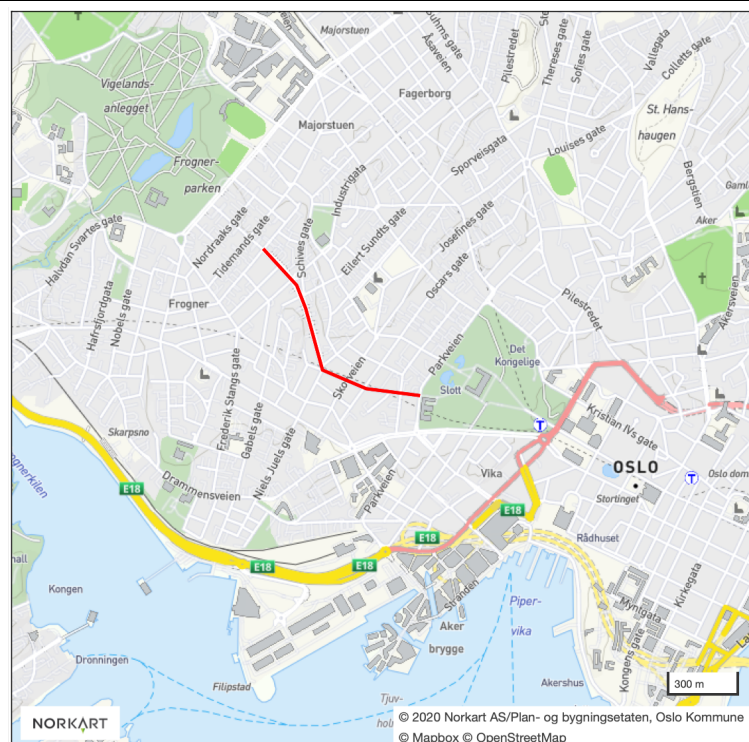 Majorstuen
Vigelands-
anlegget
Frogner-
parken
Majorstuen
Fagerborg
Suhms gate
Åsaveien
Pilestredet
Thereses gate
Sofies gate
Vallegata
Colletts gate
St. Hans-
haugen
Louises gate
Sporveisgata
Bergstien
Industrigata
Nordraaks gate
Tidemands gate
Schives gate
Eilert Sundts gate
Josefines gate
Oscars gate
Aker
Akersveien
Halvdan Svartes gate
Frogner
Hafrsfjordgata
Nobels gate
Pilestredet
Parkveien
Det
Kongelige
Slott
Skovveien
Frederik Stangs gate
Gabels gate
Niels Juels gate
Kristian IVs gate
T
OSLO
Oslo dom
T
Stortinget
Skarpsno
Drammensveien
Parkveien
Vika
E18
E18
E18
E18
E18
Rådhuset
Kongen
Stranden
Piper-
vika
Kirkegata
Myntgata
Kongens gate
Aker
brygge
Dronningen
Filipstad
Akershus
Tjuv-
300 m
NORKART
© 2020 Norkart AS/Plan- og bygningsetaten, Oslo Kommune
© Mapbox © OpenStreetMap